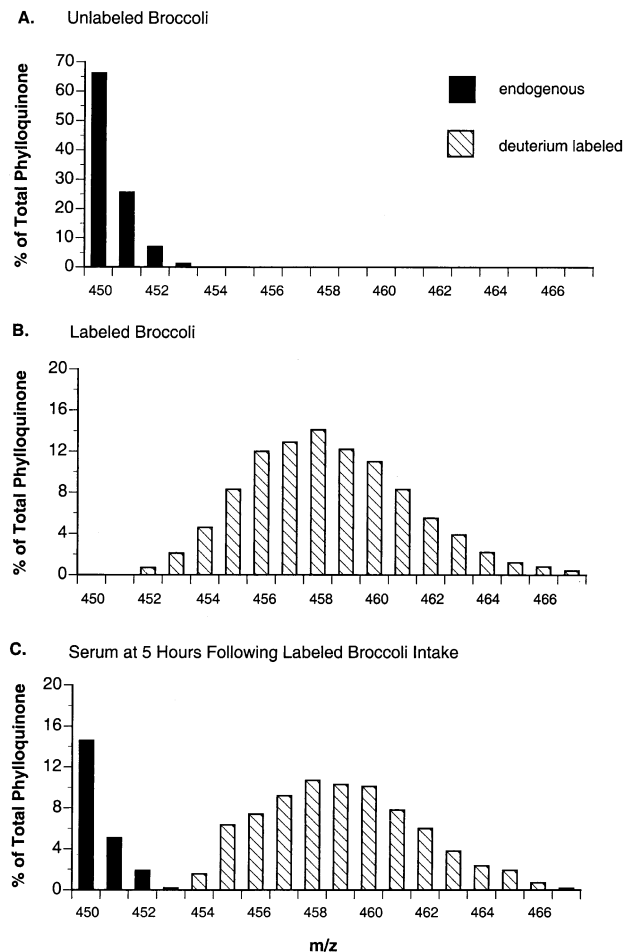 A. Unlabeled Broccoli
% of Total Phylloquinone
70
60
50
40
30
20
10
0
endogenous
deuterium labeled
450 452 454 456 458 460 462 464 466
B. Labeled Broccoli
% of Total Phylloquinone
20
16
12
8
4
0
450 452 454 456 458 460 462 464 466
C. Serum at 5 Hours Following Labeled Broccoli Intake
% of Total Phylloquinone
20
16
12
8
4
0
450 452 454 456 458 460 462 464 466
m/z